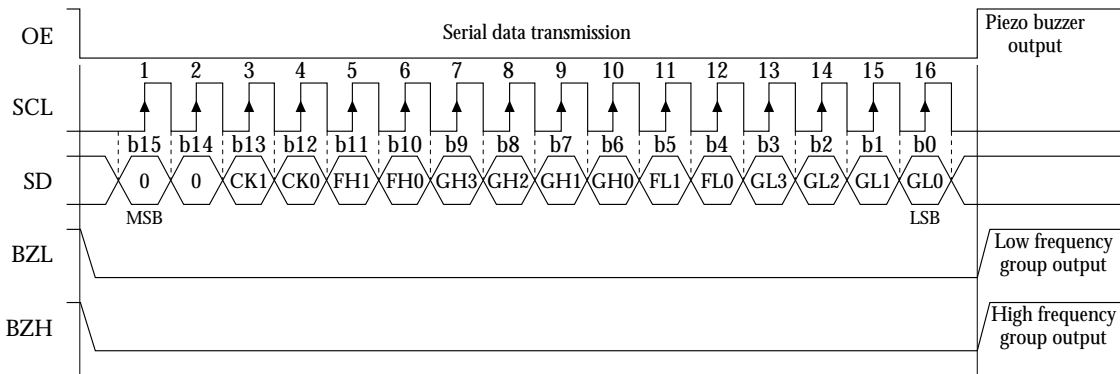 OE Serial data transmission Piezo buzzer
output
1 2 3 4 5 6 7 8 9 10 11 12 13 14 15 16
SCL
b15 b14 b13 b12 b11 b10 b9 b8 b7 b6 b5 b4 b3 b2 b1 b0
SD 0 0 CK1 CK0 FH1 FH0 GH3 GH2 GH1 GH0 FL1 FL0 GL3 GL2 GL1 GL0
MSB LSB
BZL Low frequency
group output
BZH High frequency
group output